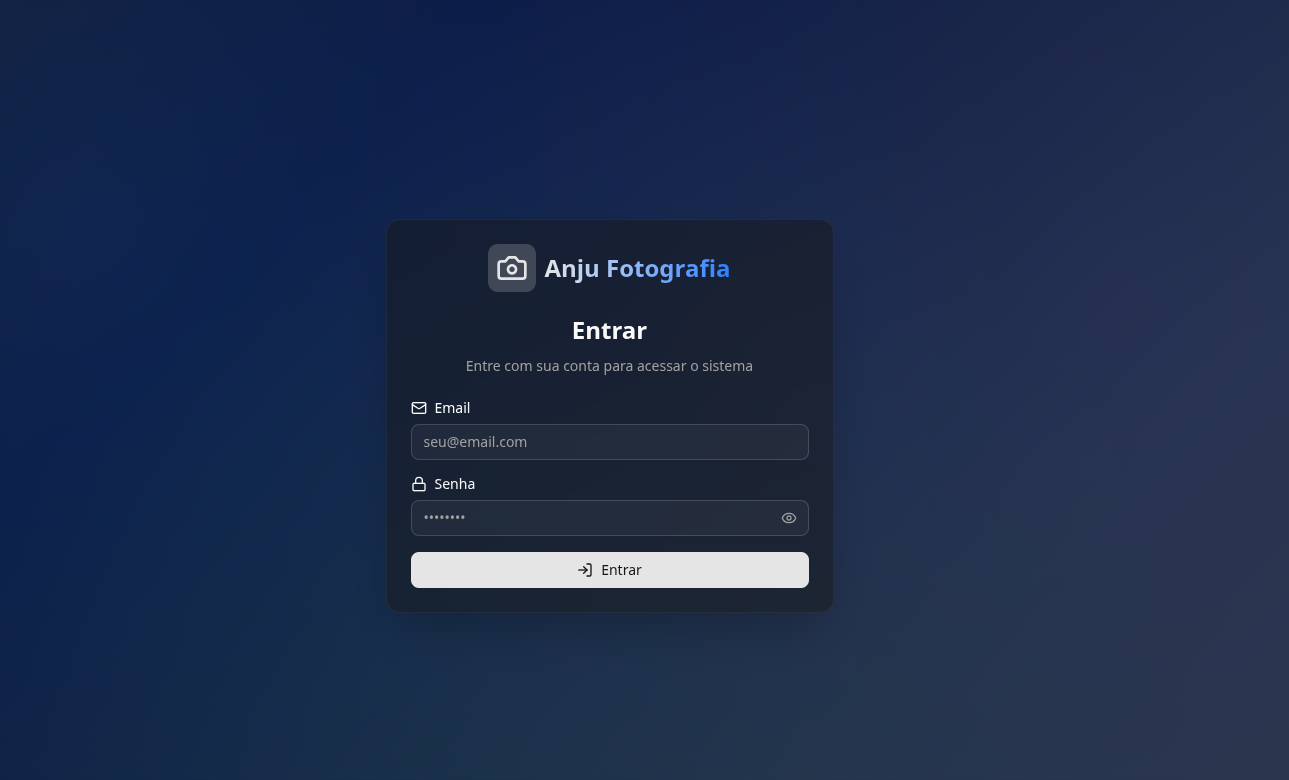 Anju Fotografia
Entrar
Entre com sua conta para acessar o sistema
Email
seu@email.com
Senha
••••••••
Entrar